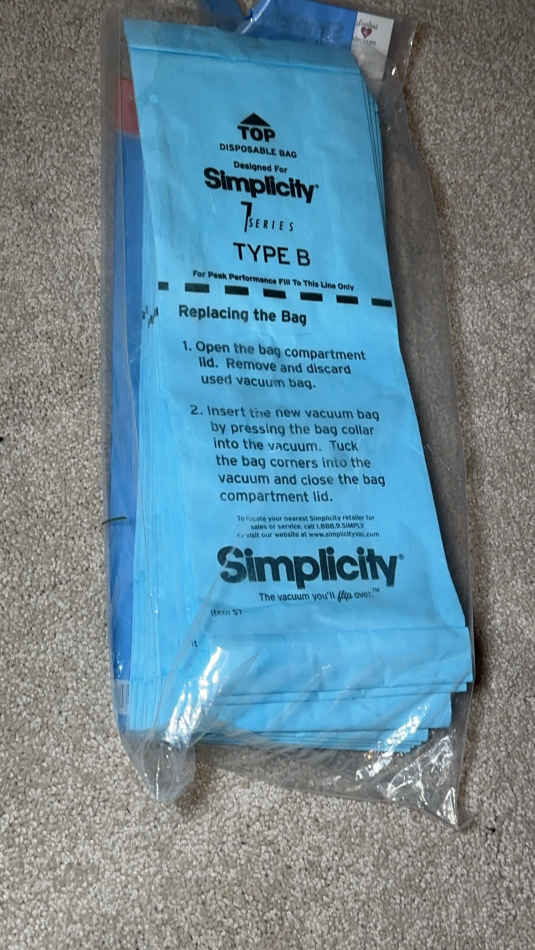 TOP
DISPOSABLE BAG
Designed For
Simplicity®
7 SERIES
TYPE B
For Peak Performance Fill To This Line Only
Replacing the Bag
1. Open the bag compartment
lid. Remove and discard
used vacuum bag.
2. Insert the new vacuum bag
by pressing the bag collar
into the vacuum. Tuck
the bag corners into the
vacuum and close the bag
compartment lid.
To locate your nearest Simplicity retailer for
sales or service, call 1.888.9.SIMPLY
visit our website at www.simplicityvac.com
Simplicity®
The vacuum you'll flip over.™
Item S7